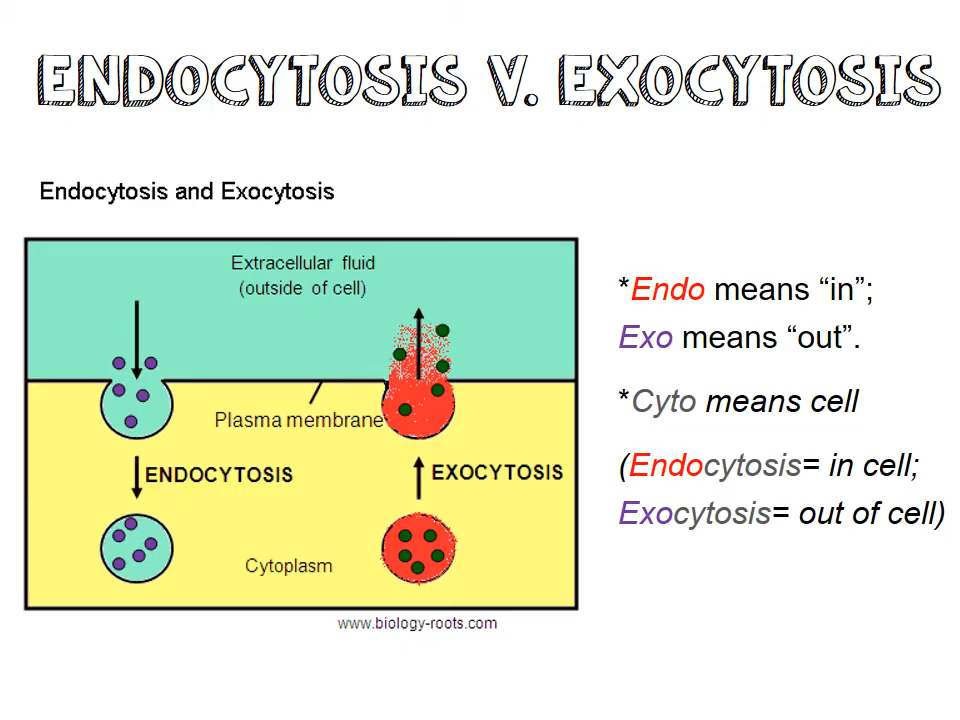 ENDOCYTOSIS V. EXOCYTOSIS
Endocytosis and Exocytosis
Extracellular fluid
(outside of cell)
Plasma membrane
ENDOCYTOSIS
EXOCYTOSIS
Cytoplasm
www.biology-roots.com
*Endo means “in”;
Exo means “out”.
*Cyto means cell
(Endocytosis= in cell;
Exocytosis= out of cell)